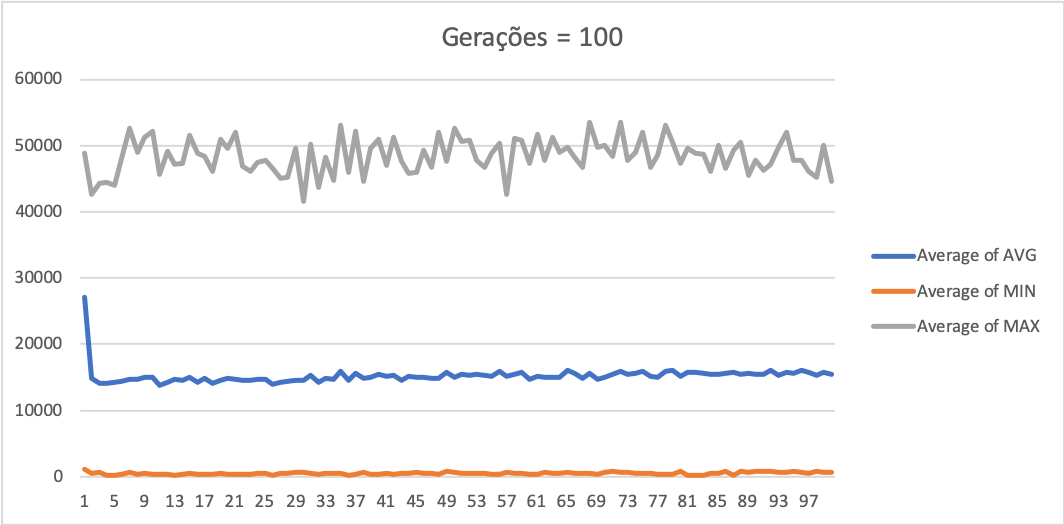 Gerações = 100
60000
50000
40000
30000
20000
10000
0
1 5 9 13 17 21 25 29 33 37 41 45 49 53 57 61 65 69 73 77 81 85 89 93 97
Average of AVG
Average of MIN
Average of MAX